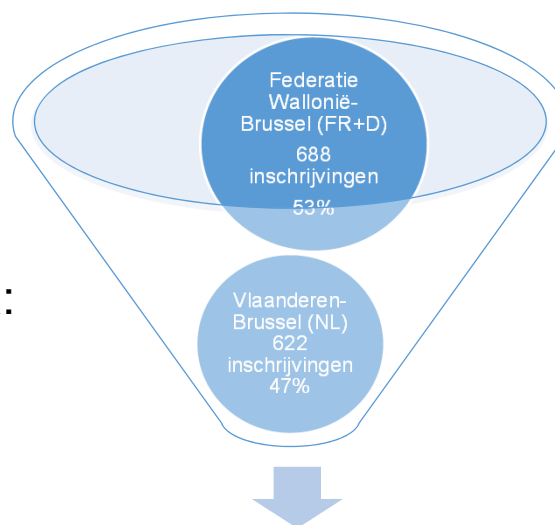 Federatie
Wallonië-
Brussel (FR+D)
688
inschrijvingen
53%
:
Vlaanderen-
Brussel (NL)
622
inschrijvingen
47%